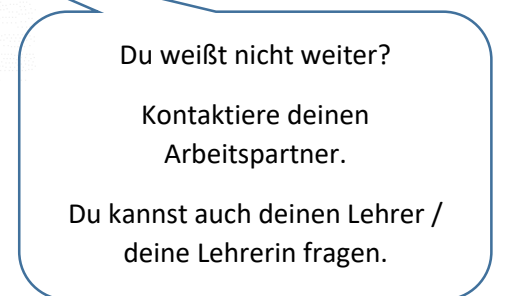 Du weißt nicht weiter?
Kontaktiere deinen
Arbeitspartner.
Du kannst auch deinen Lehrer /
deine Lehrerin fragen.